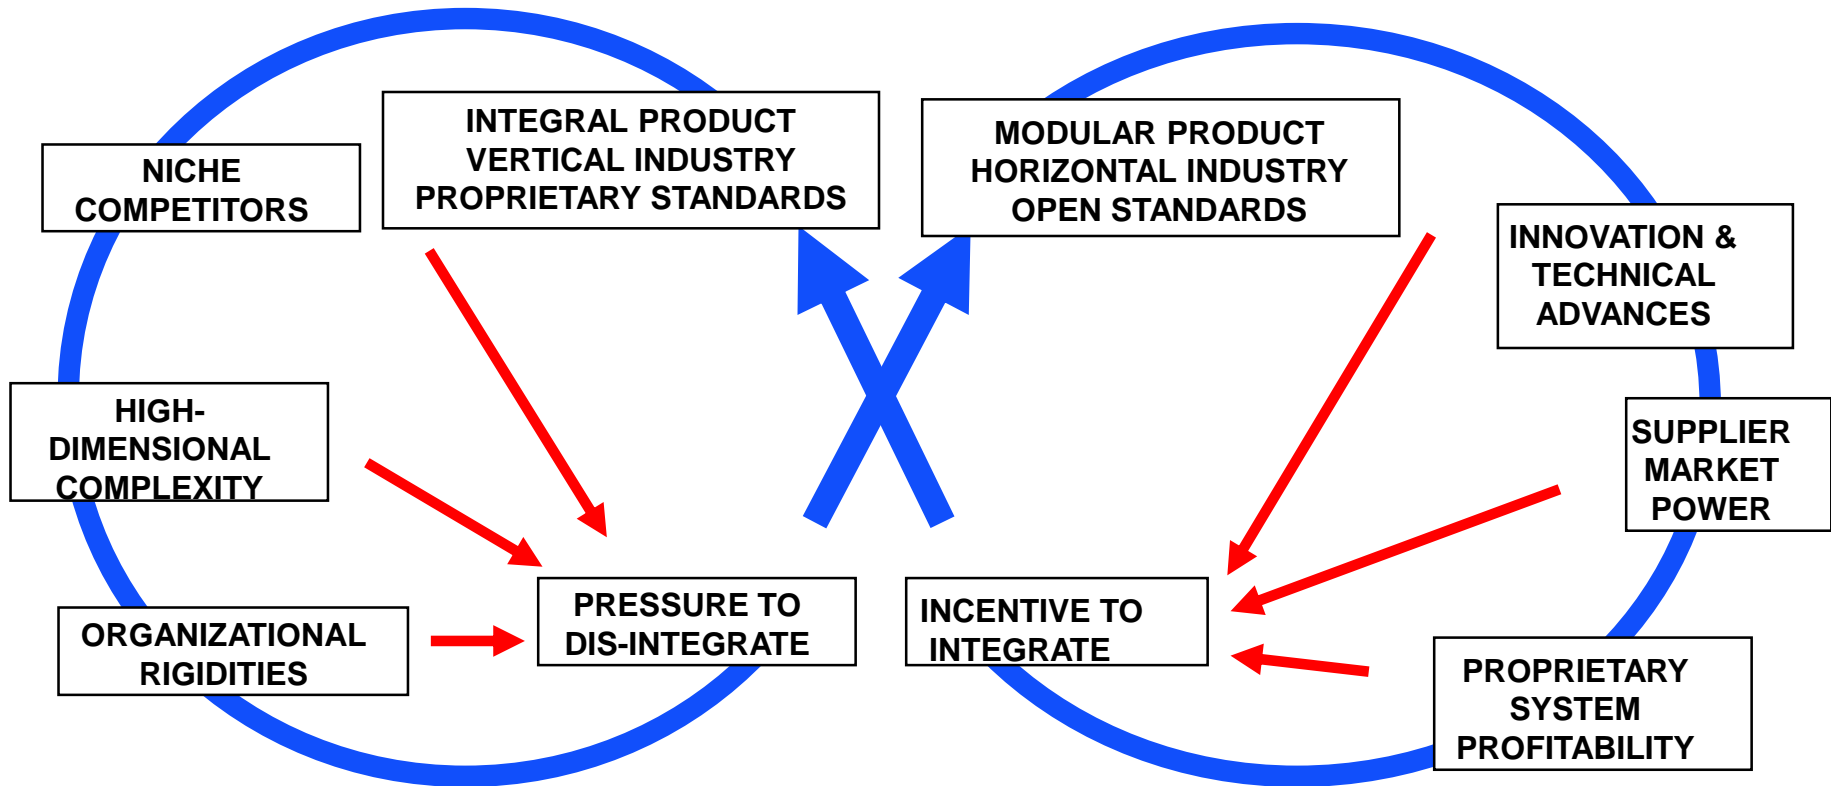 INTEGRAL PRODUCT
VERTICAL INDUSTRY
PROPRIETARY STANDARDS
MODULAR PRODUCT
HORIZONTAL INDUSTRY
OPEN STANDARDS
NICHE
COMPETITORS
INNOVATION &
TECHNICAL
ADVANCES
HIGH-
DIMENSIONAL
COMPLEXITY
SUPPLIER
MARKET
POWER
ORGANIZATIONAL
RIGIDITIES
PRESSURE TO
DIS-INTEGRATE
INCENTIVE TO
INTEGRATE
PROPRIETARY
SYSTEM
PROFITABILITY